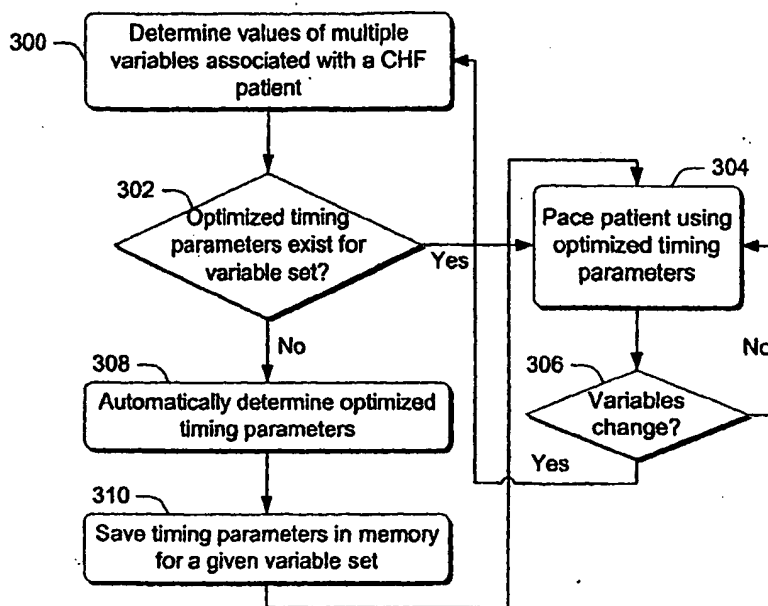 300
Determine values of multiple
variables associated with a CHF
patient
302
Optimized timing
parameters exist for
variable set?
Yes
No
304
Pace patient using
optimized timing
parameters
No
306
Variables
change?
Yes
308
Automatically determine optimized
timing parameters
310
Save timing parameters in memory
for a given variable set